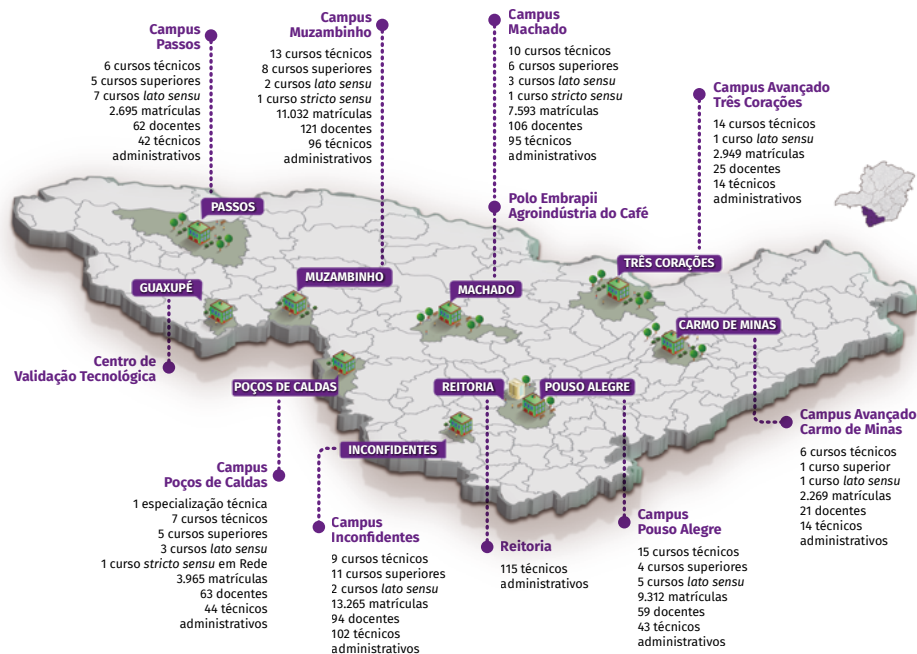 Campus
Passos
6 cursos técnicos
5 cursos superiores
7 cursos lato sensu
2.695 matrículas
62 docentes
42 técnicos
administrativos
Campus
Muzambinho
13 cursos técnicos
8 cursos superiores
2 cursos lato sensu
1 curso stricto sensu
11.032 matrículas
121 docentes
96 técnicos
administrativos
Campus
Machado
10 cursos técnicos
6 cursos superiores
3 cursos lato sensu
1 curso stricto sensu
7.593 matrículas
106 docentes
95 técnicos
administrativos
Polo Embrapii
Agroindústria do Café
Campus Avançado
Três Corações
14 cursos técnicos
1 curso lato sensu
2.949 matrículas
25 docentes
14 técnicos
administrativos
PASSOS
GUAXUPÉ
MUZAMBINHO
MACHADO
TRÊS CORAÇÕES
CARMO DE MINAS
POÇOS DE CALDAS
REITORIA
POUSO ALEGRE
INCONFIDENTES
Centro de
Validação Tecnológica
Campus
Poços de Caldas
1 especialização técnica
7 cursos técnicos
5 cursos superiores
3 cursos lato sensu
1 curso stricto sensu em Rede
3.965 matrículas
63 docentes
44 técnicos
administrativos
Campus
Inconfidentes
9 cursos técnicos
11 cursos superiores
2 cursos lato sensu
13.265 matrículas
94 docentes
102 técnicos
administrativos
Reitoria
115 técnicos
administrativos
Campus
Pouso Alegre
15 cursos técnicos
4 cursos superiores
5 cursos lato sensu
9.312 matrículas
59 docentes
43 técnicos
administrativos
Campus Avançado
Carmo de Minas
6 cursos técnicos
1 curso superior
1 curso lato sensu
2.269 matrículas
21 docentes
14 técnicos
administrativos